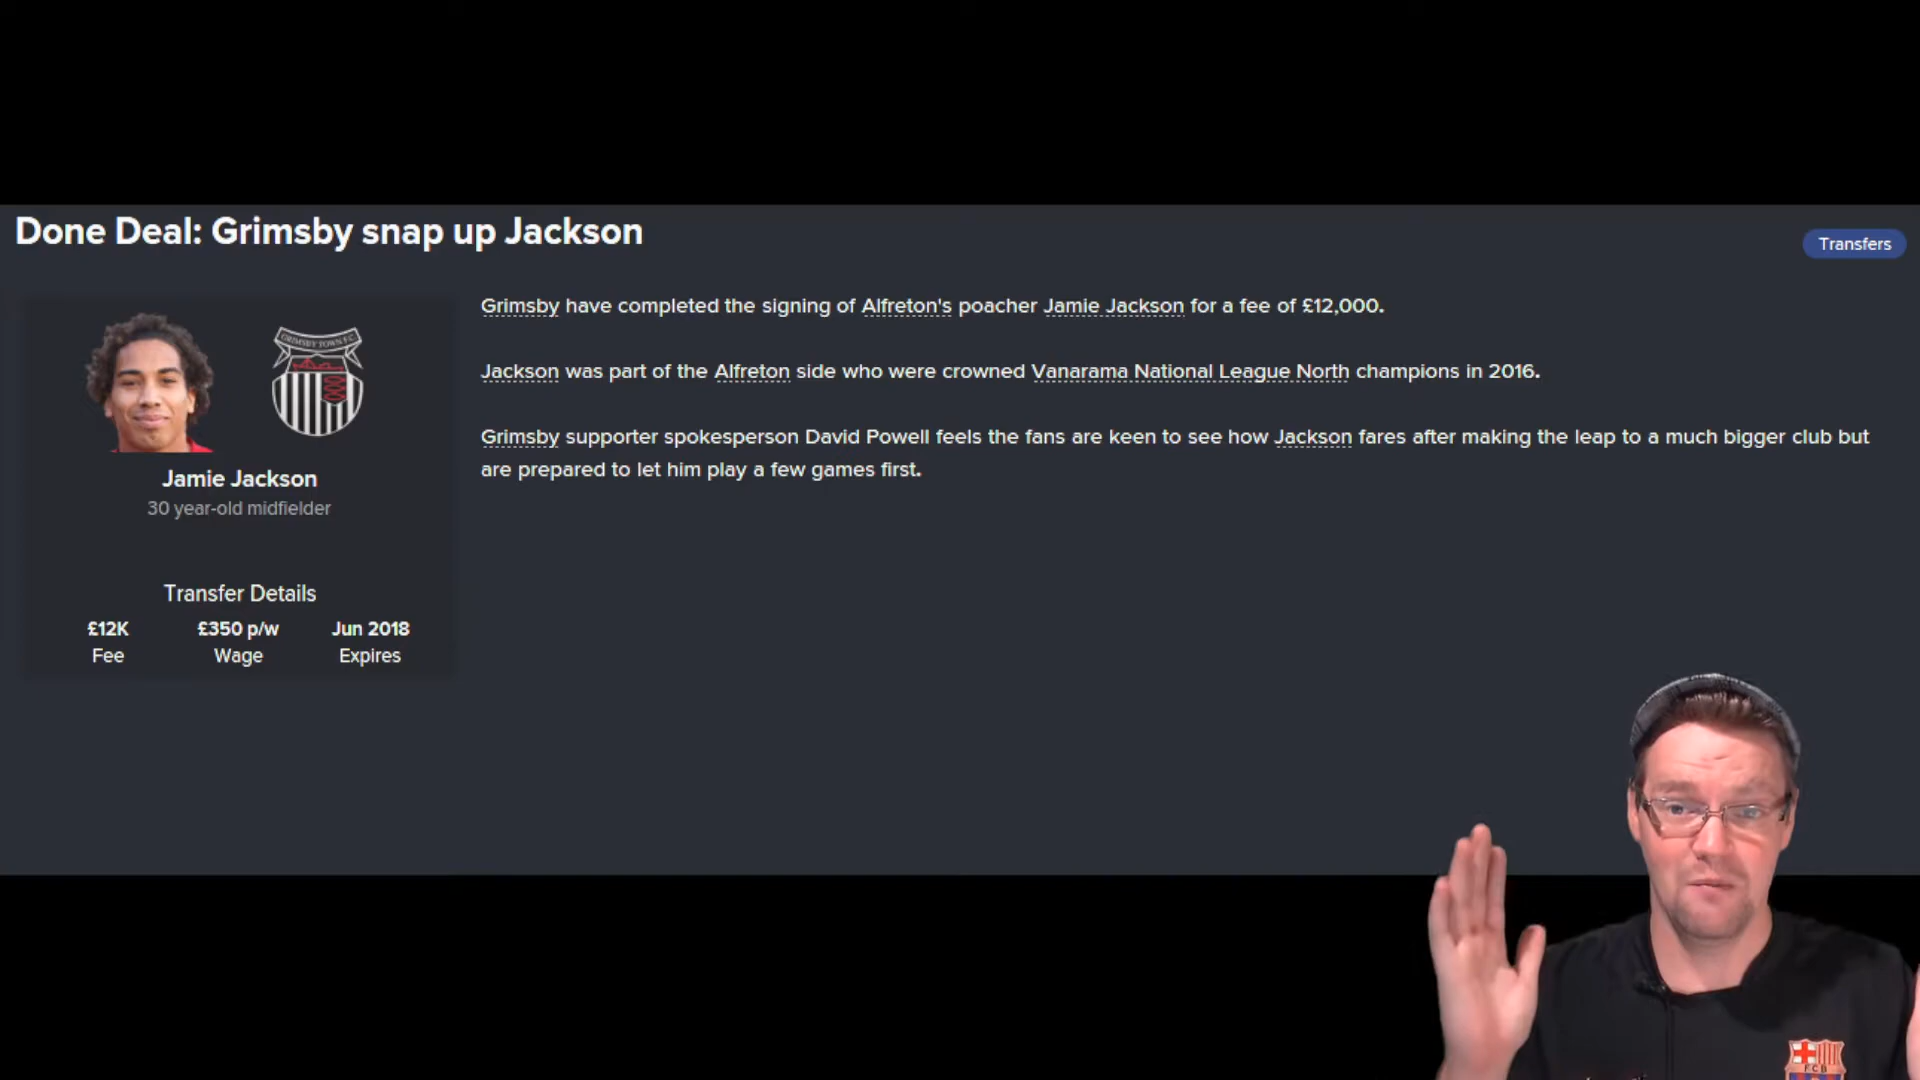 Done Deal: Grimsby snap up Jackson
Transfers
GRIMSBY TOWN F.C.
Jamie Jackson
30 year-old midfielder
Transfer Details
£12K £350 p/w Jun 2018
Fee Wage Expires
Grimsby have completed the signing of Alfreton's poacher Jamie Jackson for a fee of £12,000.
Jackson was part of the Alfreton side who were crowned Vanarama National League North champions in 2016.
Grimsby supporter spokesperson David Powell feels the fans are keen to see how Jackson fares after making the leap to a much bigger club but
are prepared to let him play a few games first.
FCB